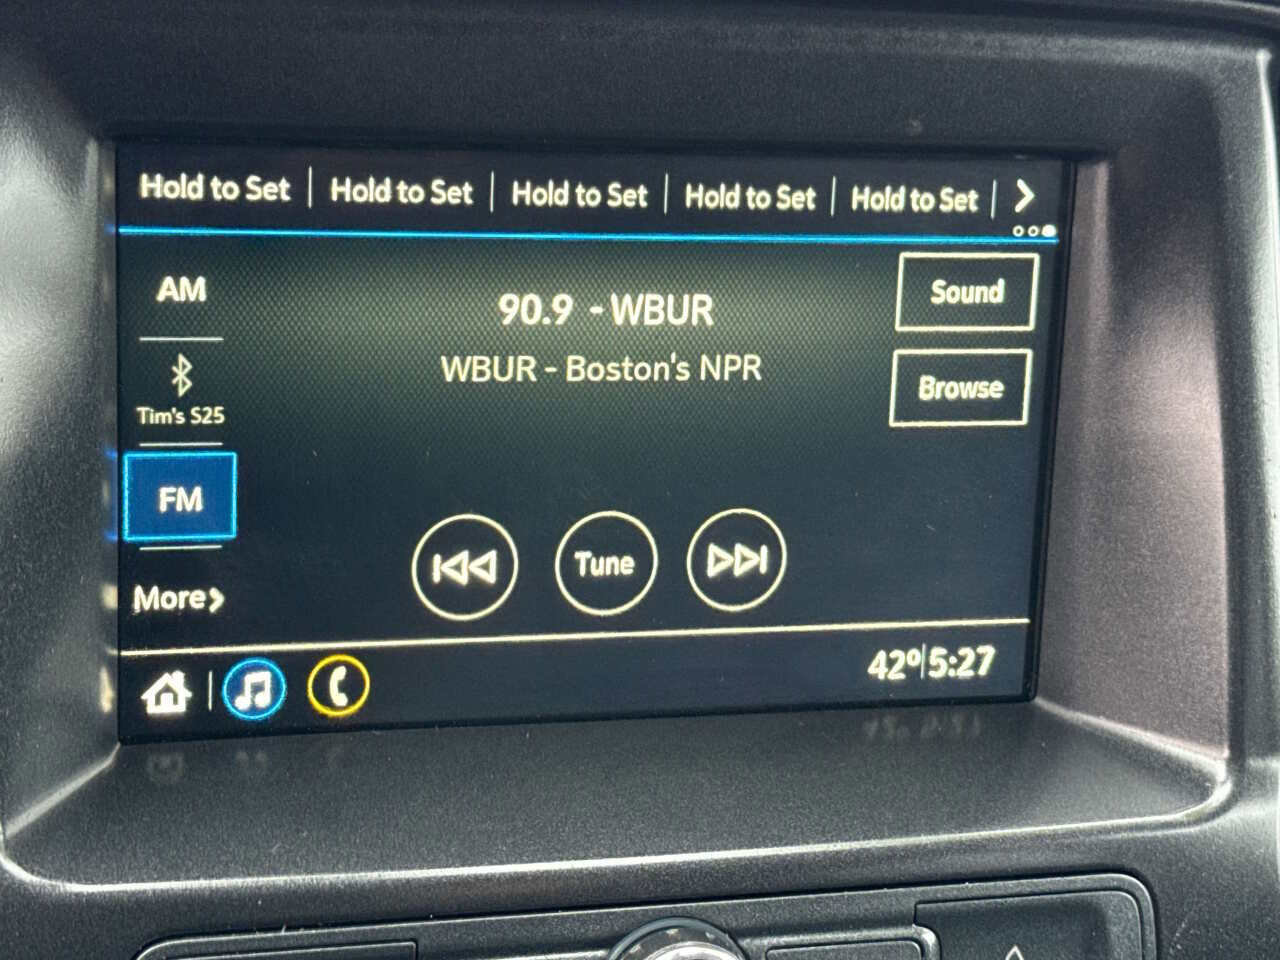 Hold to Set | Hold to Set | Hold to Set | Hold to Set | Hold to Set |
AM
90.9 - WBUR
Sound
WBUR - Boston's NPR
Browse
Tim's S25
FM
Tune
More
42º|5:27